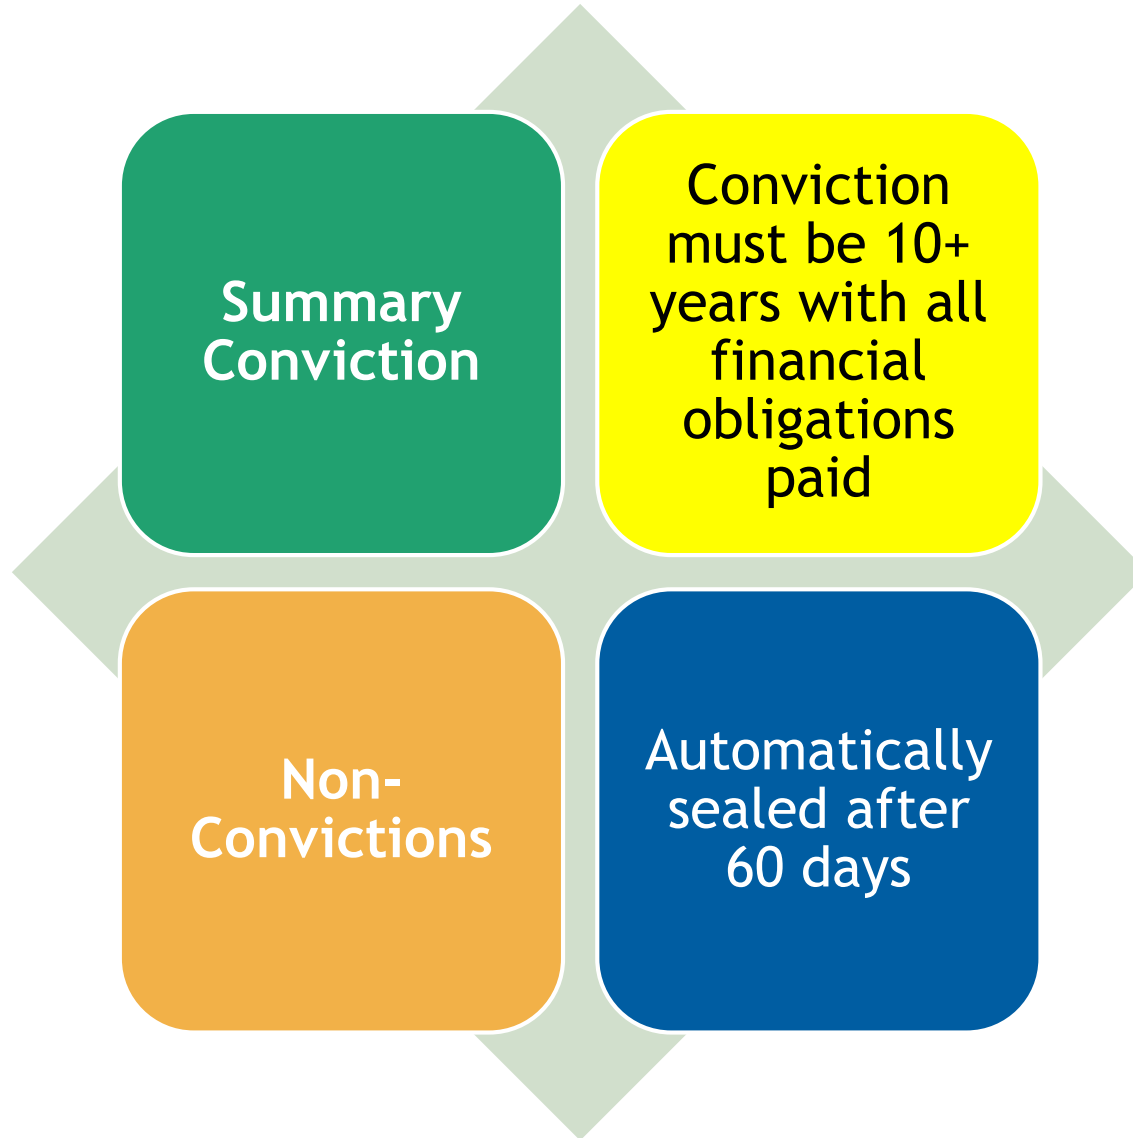 Summary
Conviction
Conviction
must be 10+
years with all
financial
obligations
paid
Non-
Convictions
Automatically
sealed after
60 days